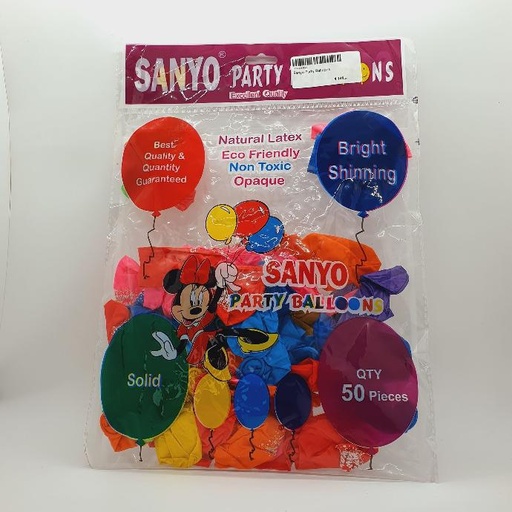 SANYO® PARTY
Excellent Quality
Best
Quality &
Quantity
Guaranteed
Natural Latex
Eco Friendly
Non Toxic
Opaque
Bright
Shinning
SANYO
PARTY BALLOONS
Solid
QTY
50 Pieces